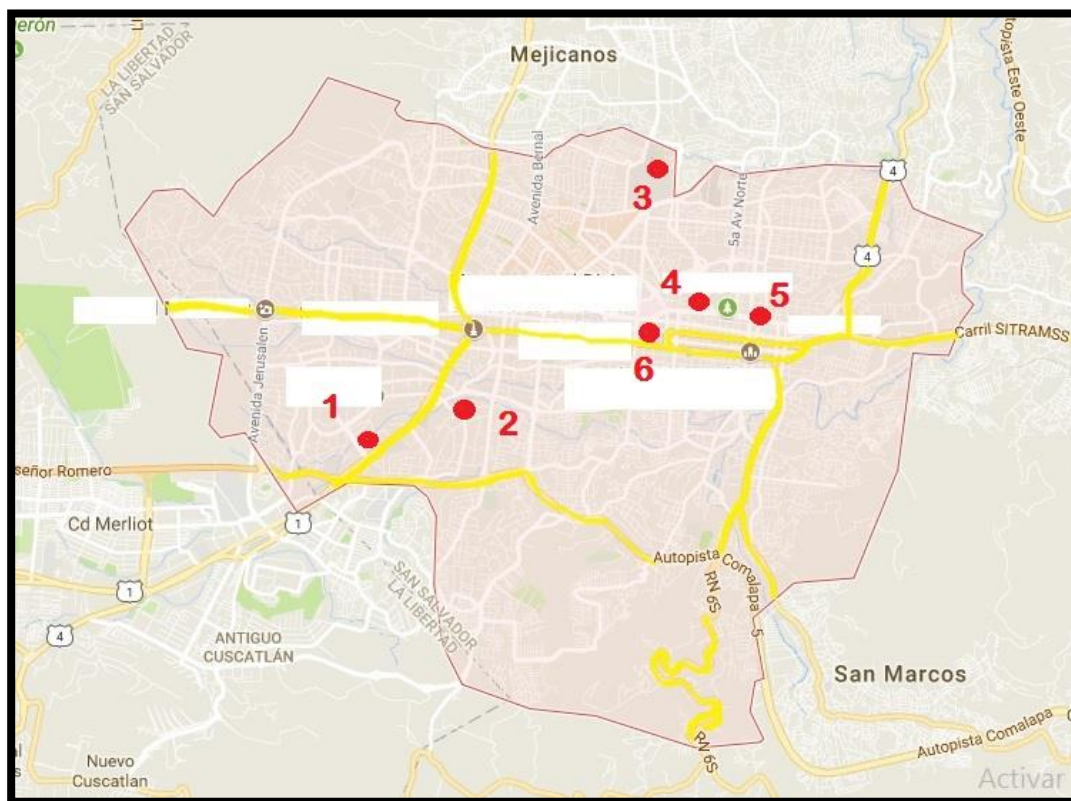 erón
LA LIBERTAD
SAN SALVADOR
Mejicanos
Avenida Bernal
5a Av Norte
Autopista Este Oeste
4
3
4
4
5
Carril SITRAMSS
6
Avenida Jerusalen
1
2
señor Romero
Cd Merliot
1
1
4
SAN SALVADOR
LA LIBERTAD
ANTIGUO
CUSCATLÁN
Autopista Comalapa
5
RN 6S
San Marcos
RN 6S
Autopista Comalapa
Nuevo
Cuscatlan
Activar